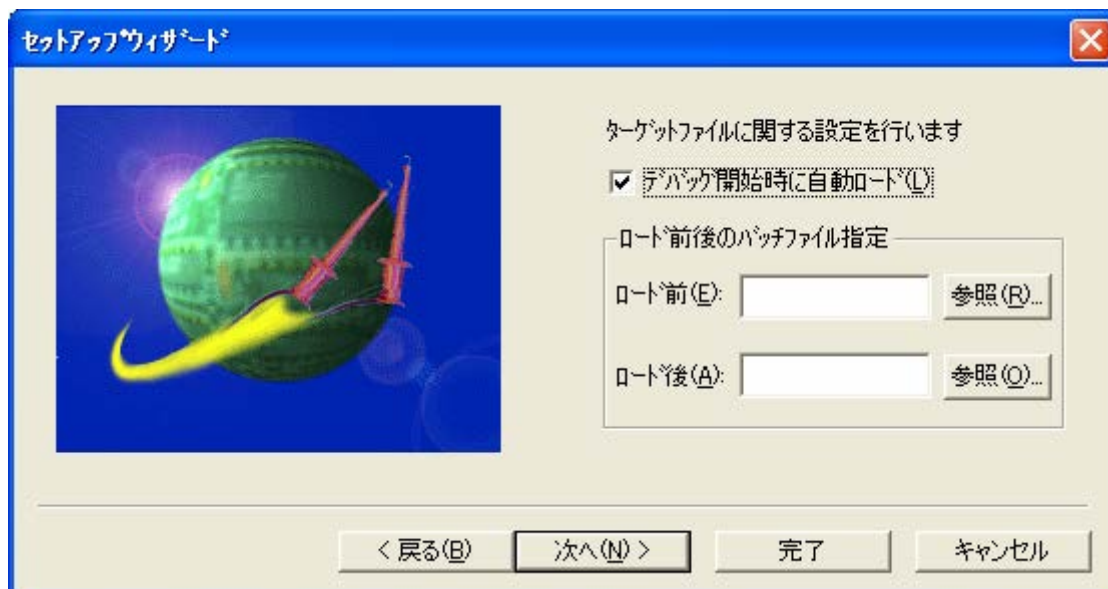 ｾｯﾄｱｯﾌﾟｳｨｻﾞｰﾄﾞ
ﾀｰｹﾞｯﾄﾌｧｲﾙに関する設定を行います
ﾃﾞﾊﾞｯｸﾞ開始時に自動ﾛｰﾄﾞ(L)
ﾛｰﾄﾞ前後のﾊﾞｯﾁﾌｧｲﾙ指定
ﾛｰﾄﾞ前(E):
参照(R)...
ﾛｰﾄﾞ後(A):
参照(O)...
< 戻る(B)
次へ(N) >
完了
キャンセル